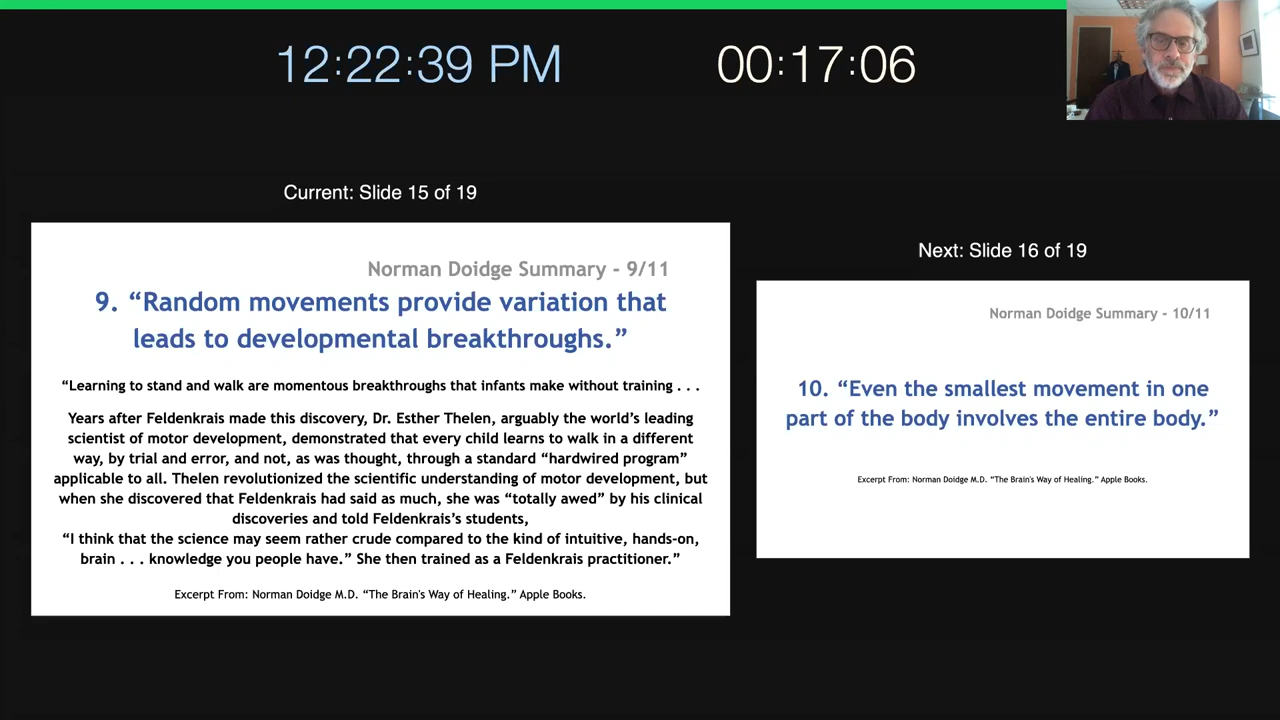 12:22:39 PM
00:17:06
Current: Slide 15 of 19
Norman Doidge Summary - 9/11
9. “Random movements provide variation that
leads to developmental breakthroughs.”
“Learning to stand and walk are momentous breakthroughs that infants make without training . . .
Years after Feldenkrais made this discovery, Dr. Esther Thelen, arguably the world’s leading
scientist of motor development, demonstrated that every child learns to walk in a different
way, by trial and error, and not, as was thought, through a standard “hardwired program”
applicable to all. Thelen revolutionized the scientific understanding of motor development, but
when she discovered that Feldenkrais had said as much, she was “totally awed” by his clinical
discoveries and told Feldenkrais’s students,
“I think that the science may seem rather crude compared to the kind of intuitive, hands-on,
brain . . . knowledge you people have.” She then trained as a Feldenkrais practitioner.”
Excerpt From: Norman Doidge M.D. “The Brain's Way of Healing.” Apple Books.
Next: Slide 16 of 19
Norman Doidge Summary - 10/11
10. “Even the smallest movement in one
part of the body involves the entire body.”
Excerpt From: Norman Doidge M.D. “The Brain's Way of Healing.” Apple Books.